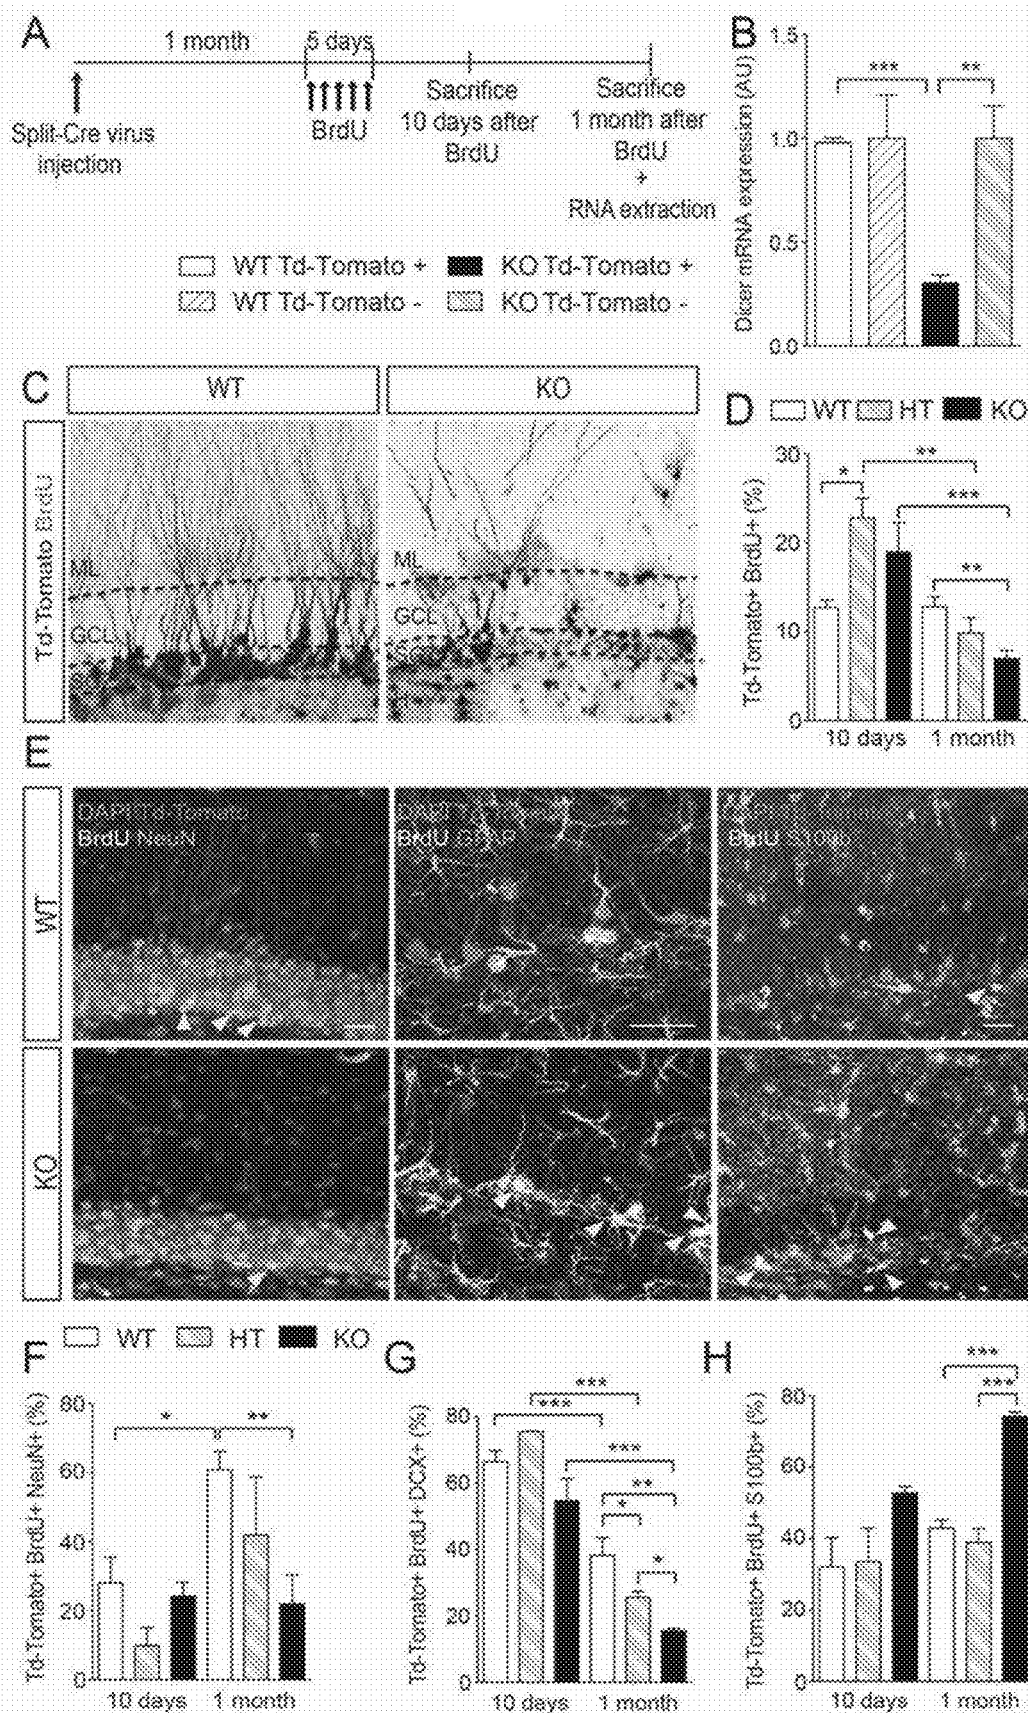 A
1 month
5 days
Split-Cre virus
injection
BrdU
Sacrifice
10 days after
BrdU
Sacrifice
1 month after
BrdU
+
RNA extraction
WT Td-Tomato +
KO Td-Tomato +
WT Td-Tomato -
KO Td-Tomato -
B
Dicer mRNA expression (AU)
1.5
1.0
0.5
0.0
***
**
C
WT
KO
Td-Tomato BrdU
ML
GCL
ML
GCL
D
WT HT KO
Td-Tomato+ BrdU+ (%)
30
20
10
0
*
**
***
**
10 days
1 month
E
WT
KO
DAPI Td-Tomato
BrdU NeuN
BrdU GFAP
BrdU S100b
F
WT HT KO
Td-Tomato+ BrdU+ NeuN+ (%)
80
60
40
20
0
*
**
10 days
1 month
G
Td-Tomato+ BrdU+ DCX+ (%)
80
60
40
20
0
***
***
***
**
*
*
10 days
1 month
H
Td-Tomato+ BrdU+ S100b+ (%)
80
60
40
20
0
***
***
10 days
1 month